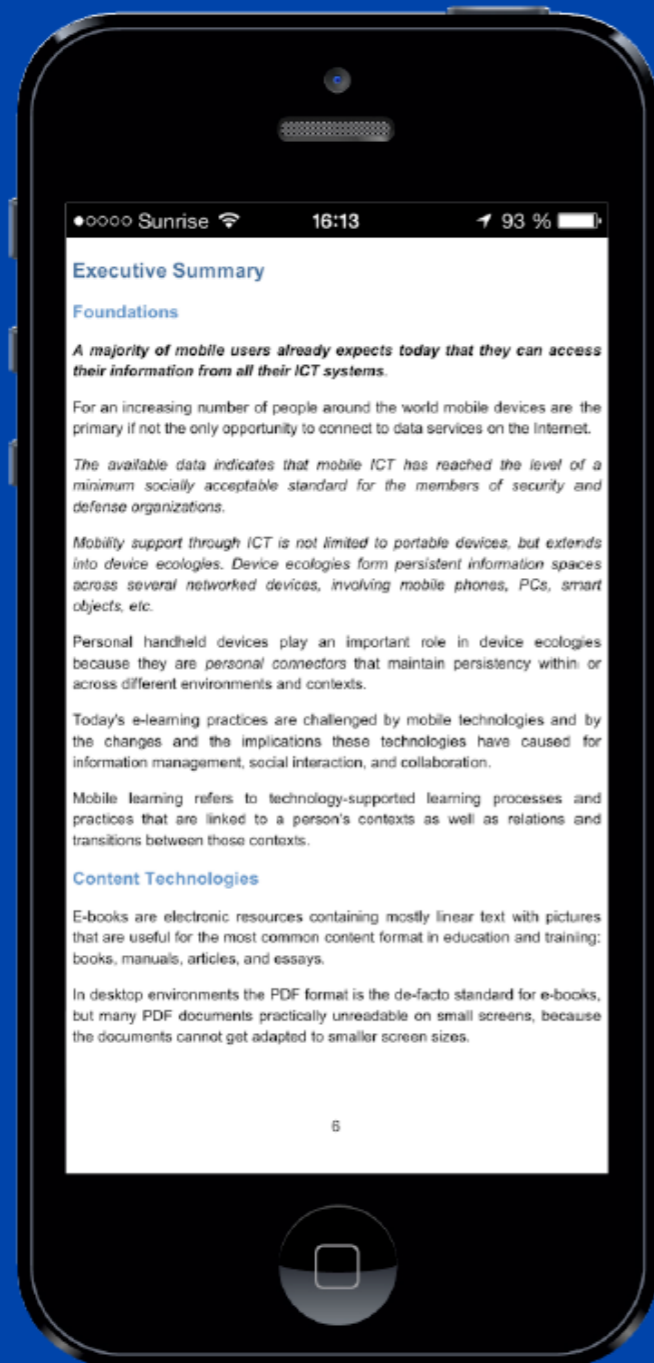 Sunrise 16:13 93 %
Executive Summary
Foundations
A majority of mobile users already expects today that they can access
their information from all their ICT systems.
For an increasing number of people around the world mobile devices are the
primary if not the only opportunity to connect to data services on the Internet.
The available data indicates that mobile ICT has reached the level of a
minimum socially acceptable standard for the members of security and
defense organizations.
Mobility support through ICT is not limited to portable devices, but extends
into device ecologies. Device ecologies form persistent information spaces
across several networked devices, involving mobile phones, PCs, smart
objects, etc.
Personal handheld devices play an important role in device ecologies
because they are personal connectors that maintain persistency within or
across different environments and contexts.
Today's e-learning practices are challenged by mobile technologies and by
the changes and the implications these technologies have caused for
information management, social interaction, and collaboration.
Mobile learning refers to technology-supported learning processes and
practices that are linked to a person's contexts as well as relations and
transitions between those contexts.
Content Technologies
E-books are electronic resources containing mostly linear text with pictures
that are useful for the most common content format in education and training:
books, manuals, articles, and essays.
In desktop environments the PDF format is the de-facto standard for e-books,
but many PDF documents practically unreadable on small screens, because
the documents cannot get adapted to smaller screen sizes.
6